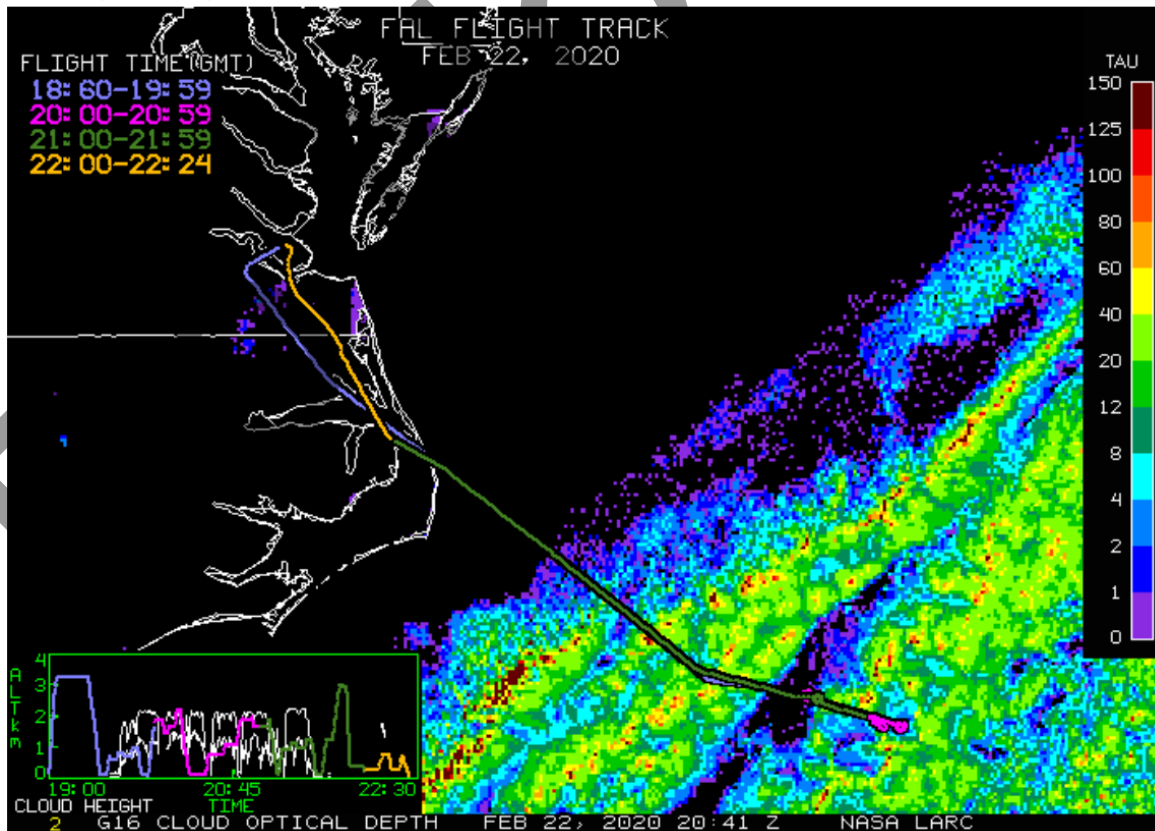 FAL FLIGHT TRACK
FEB 22, 2020
FLIGHT TIME(GMT)
18:60-19:59
20:00-20:59
21:00-21:59
22:00-22:24
TAU
150
125
100
80
60
40
20
12
8
4
2
1
0
ALT km
4
3
2
1
0
19:00 20:45 22:30
CLOUD HEIGHT TIME
2 G16 CLOUD OPTICAL DEPTH FEB 22, 2020 20:41 Z NASA LARC